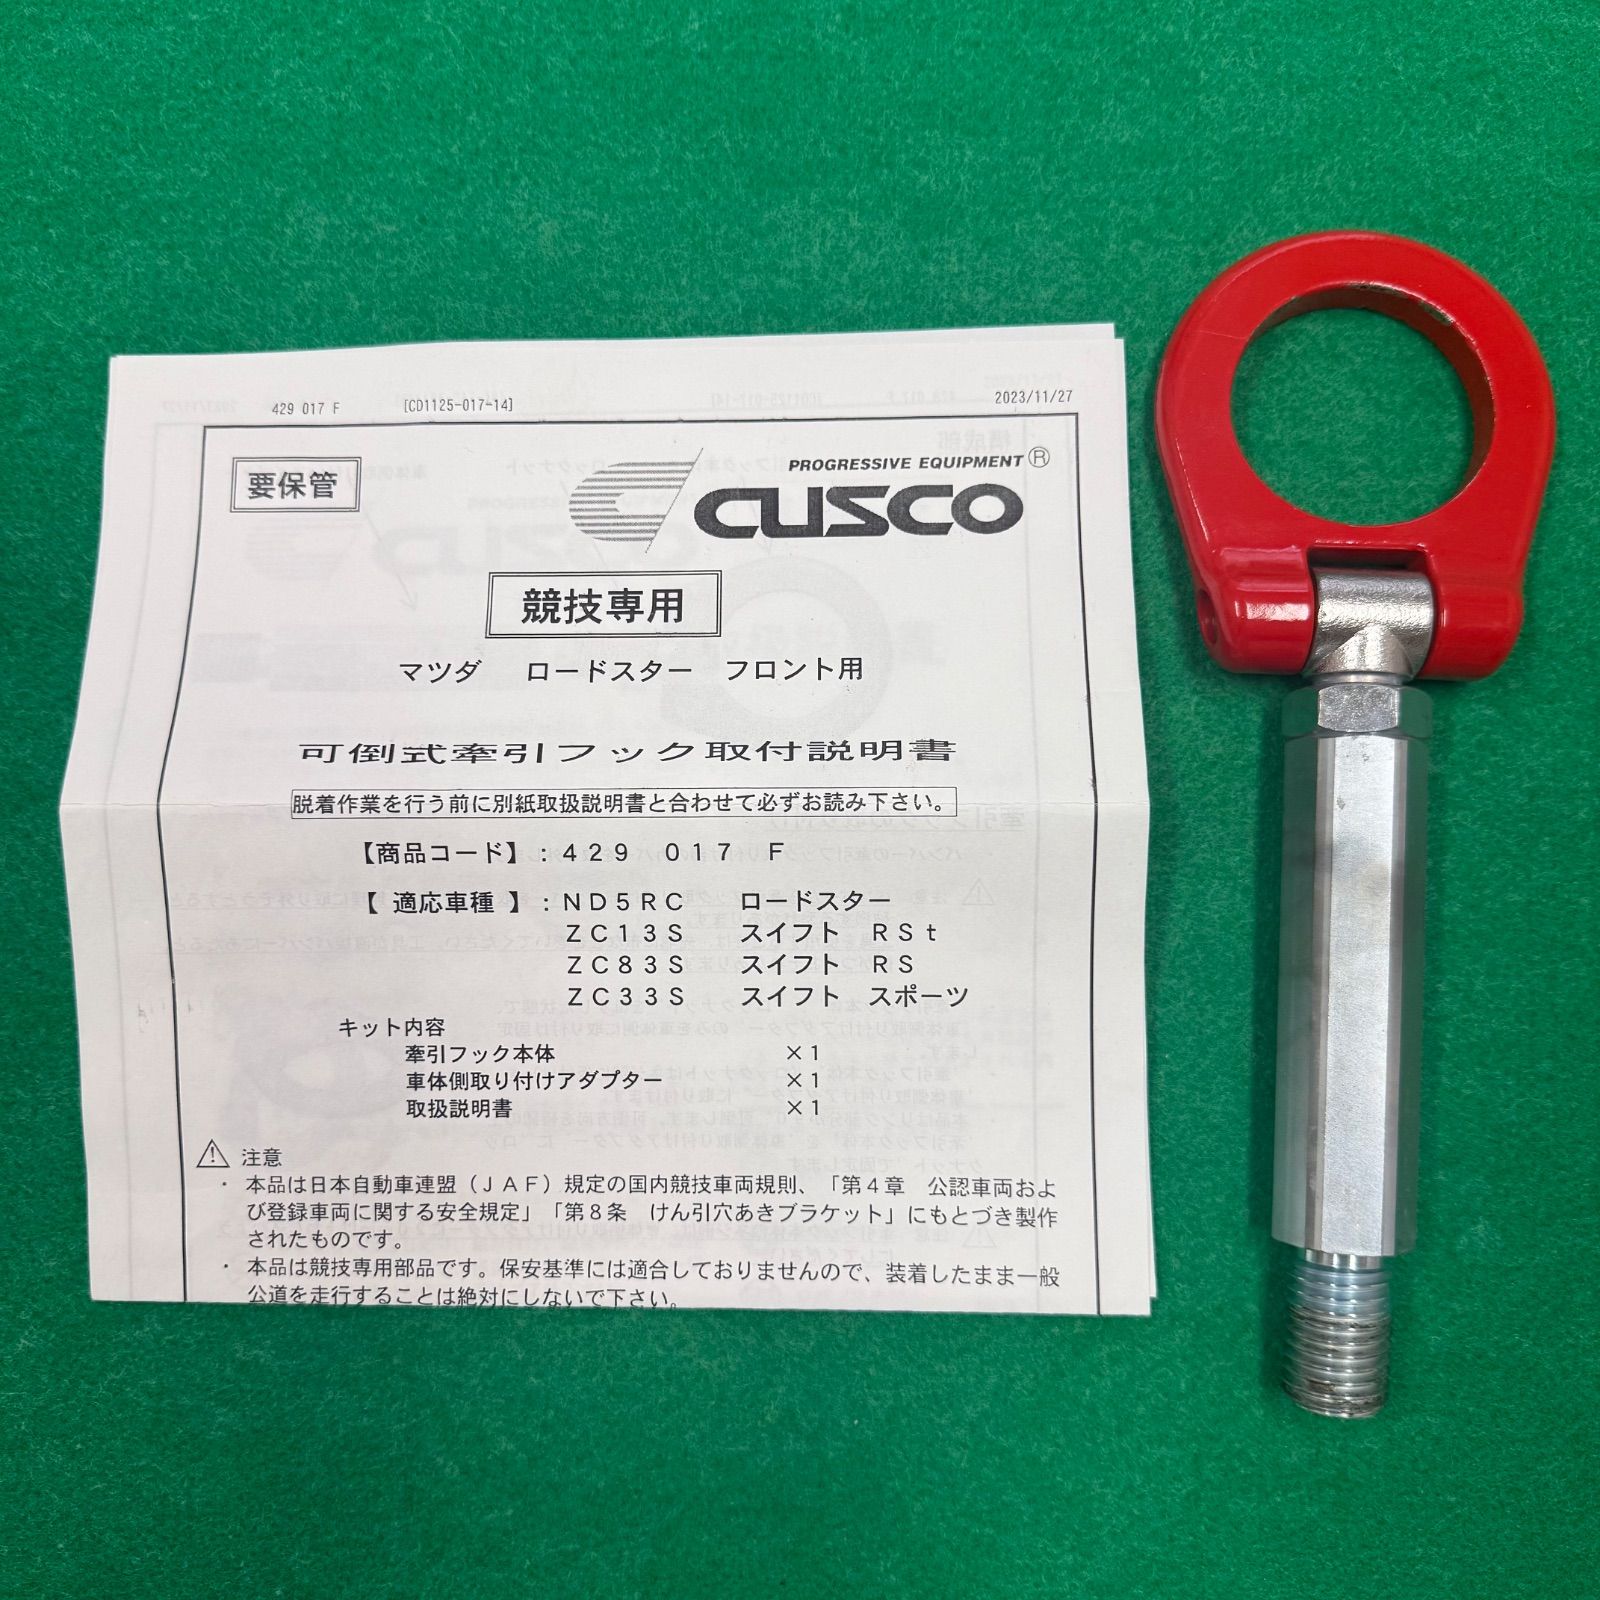 429 017 F [CD1125-017-14] 2023/11/27
要保管
PROGRESSIVE EQUIPMENT®
CUSCO
競技専用
マツダ ロードスター フロント用
可倒式牽引フック取付説明書
脱着作業を行う前に別紙取扱説明書と合わせて必ずお読み下さい。
【商品コード】:429 017 F
【 適応車種 】:ND5RC ロードスター
ZC13S スイフト RSt
ZC83S スイフト RS
ZC33S スイフト スポーツ
キット内容
牽引フック本体 ×1
車体側取り付けアダプター ×1
取扱説明書 ×1
注意
・ 本品は日本自動車連盟(JAF)規定の国内競技車両規則、「第4章 公認車両およ
び登録車両に関する安全規定」「第8条 けん引穴あきブラケット」にもとづき製作
されたものです。
・ 本品は競技専用部品です。保安基準には適合しておりませんので、装着したまま一般
公道を走行することは絶対にしないで下さい。